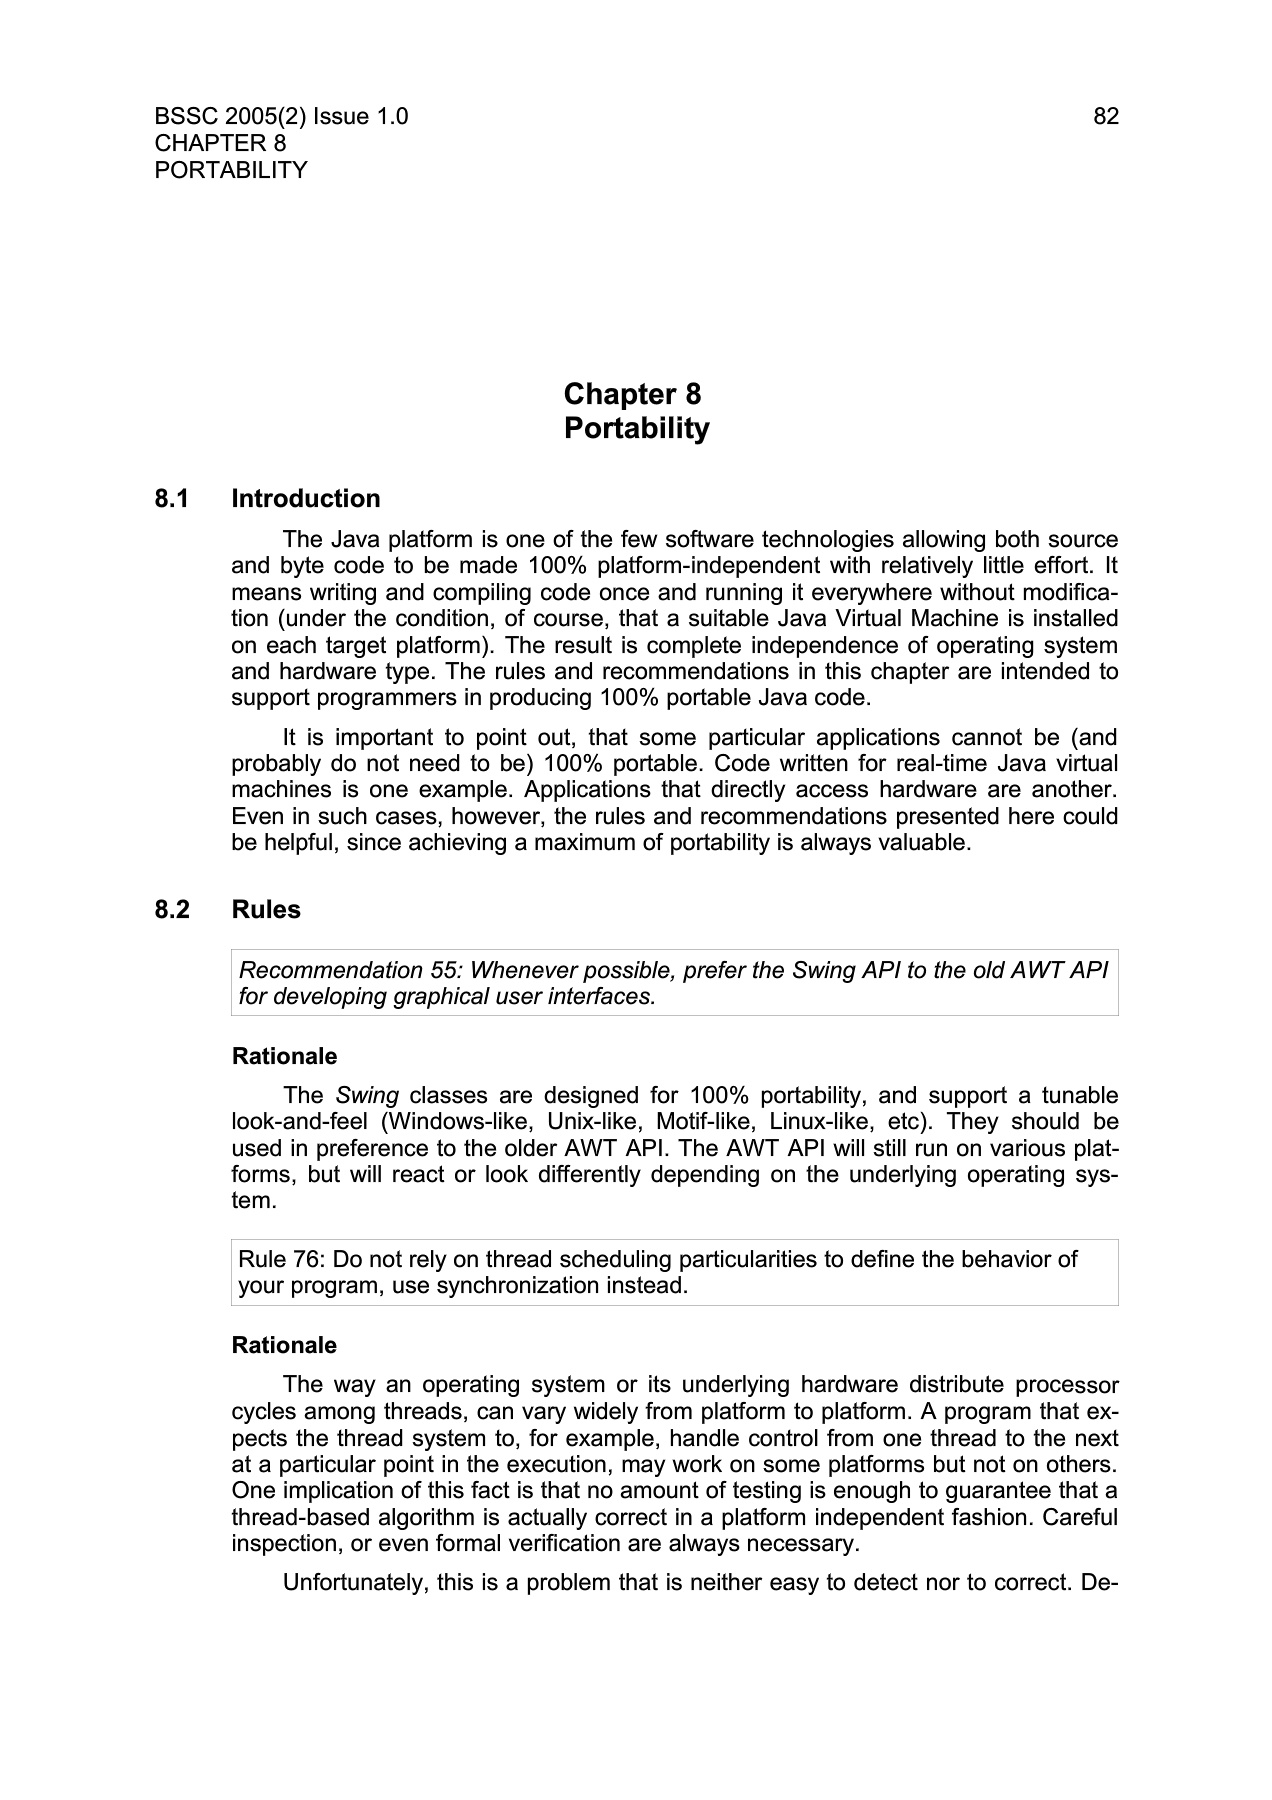 BSSC 2005(2) Issue 1.0 82
CHAPTER 8
PORTABILITY
Chapter 8
Portability
8.1 Introduction
The Java platform is one of the few software technologies allowing both source
and byte code to be made 100% platform-independent with relatively little effort. It
means writing and compiling code once and running it everywhere without modifica-
tion (under the condition, of course, that a suitable Java Virtual Machine is installed
on each target platform). The result is complete independence of operating system
and hardware type. The rules and recommendations in this chapter are intended to
support programmers in producing 100% portable Java code.
It is important to point out, that some particular applications cannot be (and
probably do not need to be) 100% portable. Code written for real-time Java virtual
machines is one example. Applications that directly access hardware are another.
Even in such cases, however, the rules and recommendations presented here could
be helpful, since achieving a maximum of portability is always valuable.
8.2 Rules
Recommendation 55: Whenever possible, prefer the Swing API to the old AWT API
for developing graphical user interfaces.
Rationale
The Swing classes are designed for 100% portability, and support a tunable
look-and-feel (Windows-like, Unix-like, Motif-like, Linux-like, etc). They should be
used in preference to the older AWT API. The AWT API will still run on various plat-
forms, but will react or look differently depending on the underlying operating sys-
tem.
Rule 76: Do not rely on thread scheduling particularities to define the behavior of
your program, use synchronization instead.
Rationale
The way an operating system or its underlying hardware distribute processor
cycles among threads, can vary widely from platform to platform. A program that ex-
pects the thread system to, for example, handle control from one thread to the next
at a particular point in the execution, may work on some platforms but not on others.
One implication of this fact is that no amount of testing is enough to guarantee that a
thread-based algorithm is actually correct in a platform independent fashion. Careful
inspection, or even formal verification are always necessary.
Unfortunately, this is a problem that is neither easy to detect nor to correct. De-